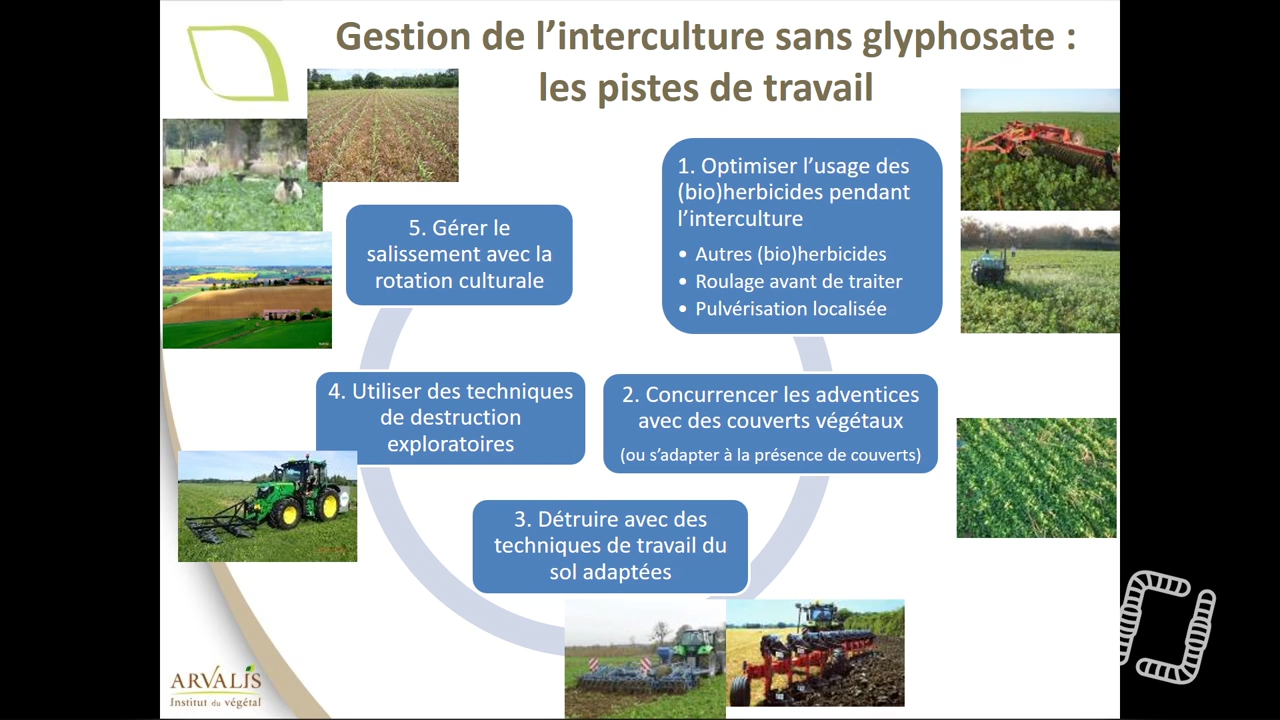 Gestion de l’interculture sans glyphosate :
les pistes de travail
1. Optimiser l’usage des
(bio)herbicides pendant
l’interculture
• Autres (bio)herbicides
• Roulage avant de traiter
• Pulvérisation localisée
2. Concurrencer les adventices
avec des couverts végétaux
(ou s’adapter à la présence de couverts)
3. Détruire avec des
techniques de travail du
sol adaptées
4. Utiliser des techniques
de destruction
exploratoires
5. Gérer le
salissement avec la
rotation culturale
ARVALIS
Institut du végétal